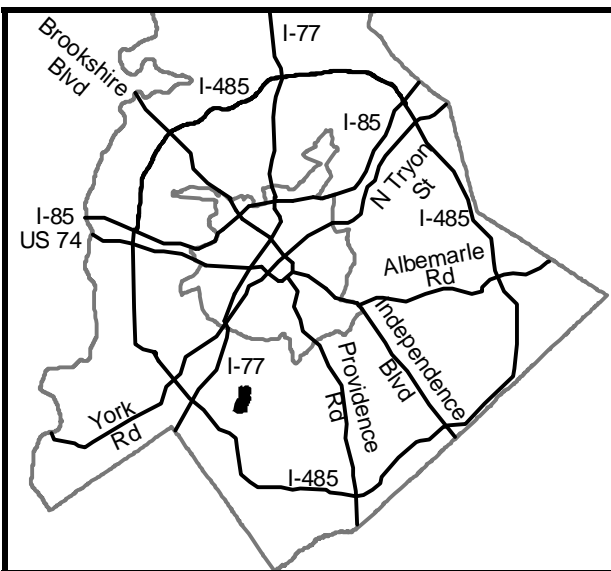 I-77
Brookshire
Blvd
I-485
I-85
N Tryon
St
I-85
US 74
I-485
Albemarle
Rd
Independence
Blvd
Providence
Rd
I-77
York
Rd
I-485